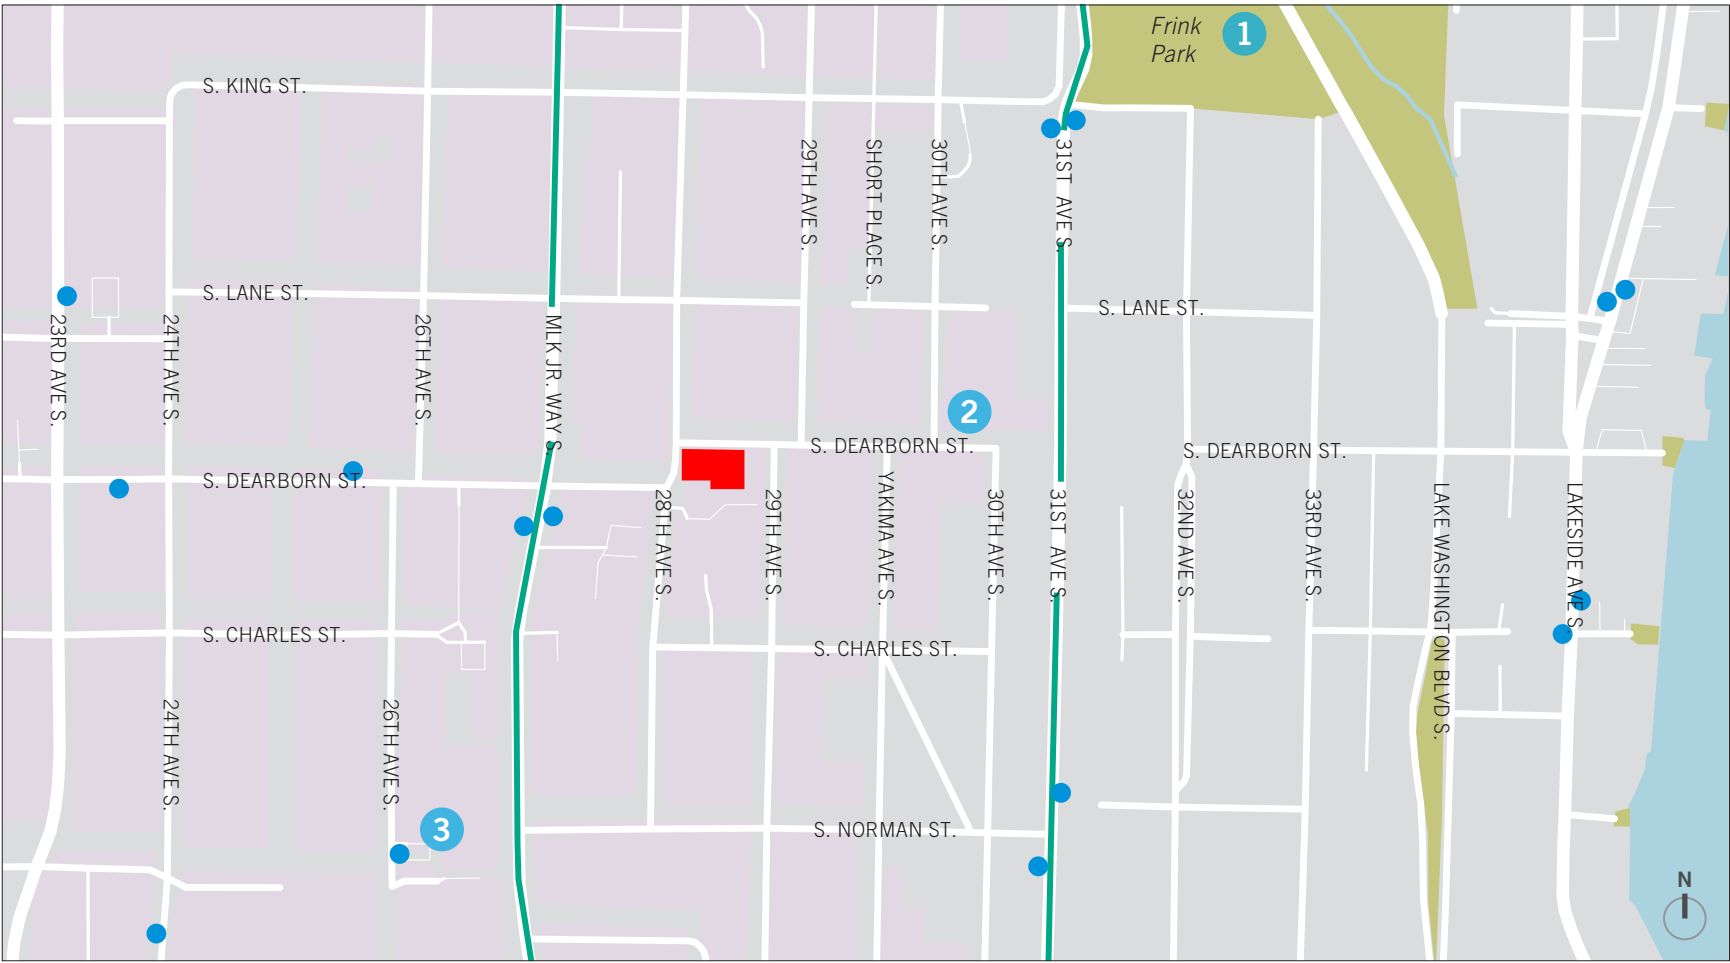 Frink
Park
1
S. KING ST.
29TH AVE S.
SHORT PLACE S.
30TH AVE S.
31ST AVE S.
S. LANE ST.
S. LANE ST.
23RD AVE S.
24TH AVE S.
26TH AVE S.
MLK JR. WAY S.
2
S. DEARBORN ST.
S. DEARBORN ST.
S. DEARBORN ST.
28TH AVE S.
29TH AVE S.
YAKIMA AVE S.
30TH AVE S.
31ST AVE S.
32ND AVE S.
33RD AVE S.
LAKE WASHINGTON BLVD S.
LAKESIDE AVE S.
S. CHARLES ST.
S. CHARLES ST.
24TH AVE S.
26TH AVE S.
3
S. NORMAN ST.
N